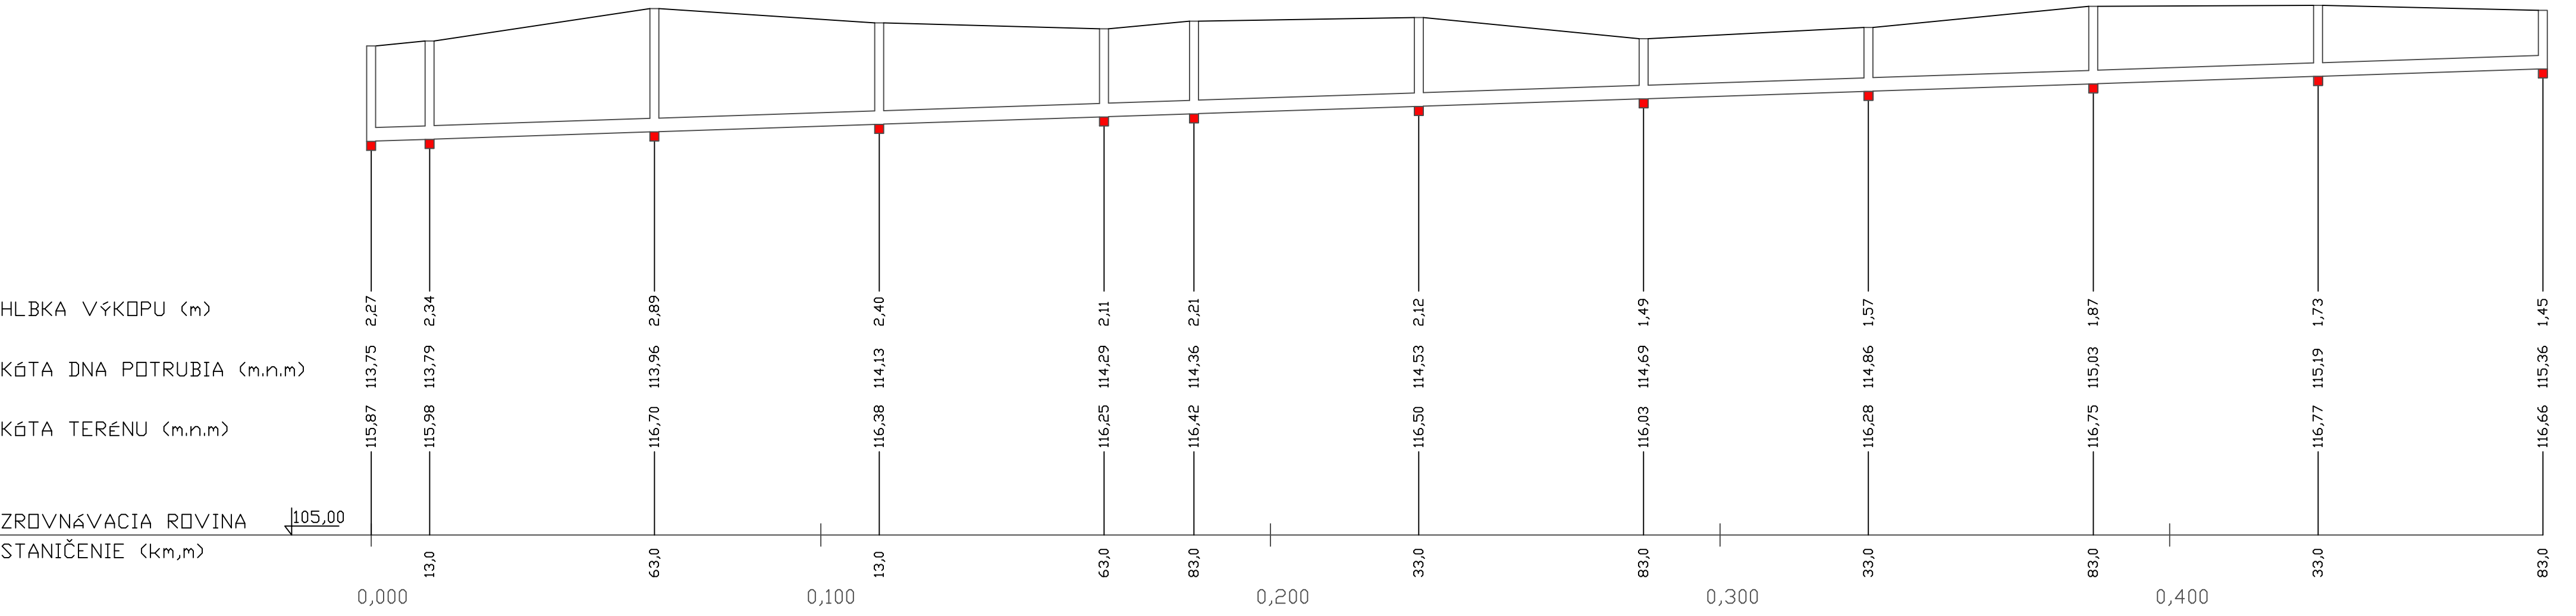 HLBKA VÝKOPU (m) 2,27 2,34 2,89 2,40 2,11 2,21 2,12 1,49 1,57 1,87 1,73 1,45
KóTA DNA POTRUBIA (m.n.m) 113,75 113,79 113,96 114,13 114,29 114,36 114,53 114,69 114,86 115,03 115,19 115,36
KóTA TERÉNU (m.n.m) 115,87 115,98 116,70 116,38 116,25 116,42 116,50 116,03 116,28 116,75 116,77 116,66
ZROVNÁVACIA ROVINA 105,00
STANIČENIE (km,m) 13,0 63,0 13,0 63,0 83,0 33,0 83,0 33,0 83,0 33,0 83,0
0,000 0,100 0,200 0,300 0,400